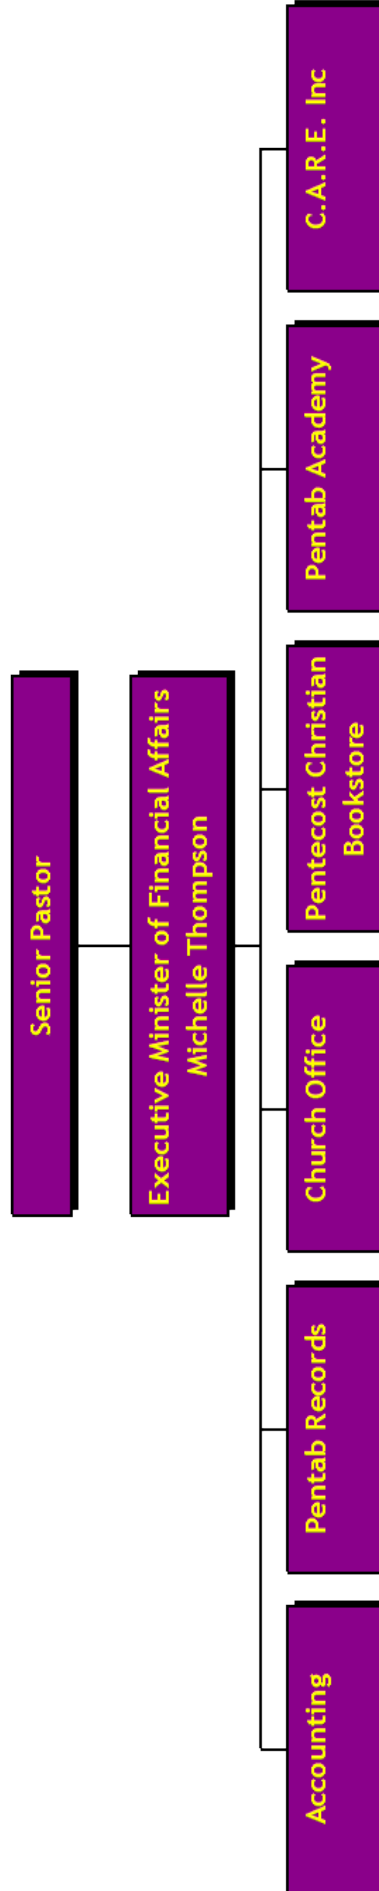 Senior Pastor
Executive Minister of Financial Affairs
Michelle Thompson
Accounting
Pentab Records
Church Office
Pentecost Christian
Bookstore
Pentab Academy
C.A.R.E. Inc